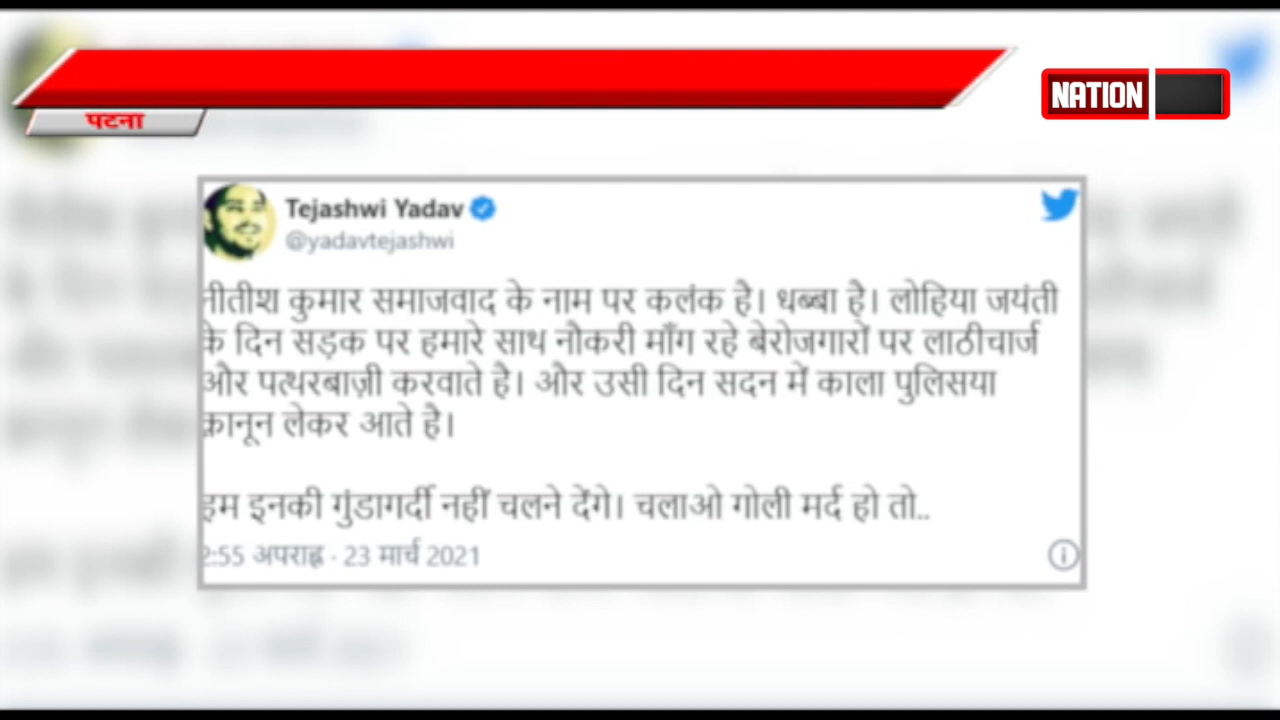 NATION
पटना
Tejashwi Yadav
@yadavtejashwi
नीतीश कुमार समाजवाद के नाम पर कलंक है। धब्बा है। लोहिया जयंती
के दिन सड़क पर हमारे साथ नौकरी माँग रहे बेरोजगारों पर लाठीचार्ज
और पत्थरबाज़ी करवाते है। और उसी दिन सदन में काला पुलिसया
क़ानून लेकर आते है।
हम इनकी गुंडागर्दी नहीं चलने देंगे। चलाओ गोली मर्द हो तो..
2:55 अपराह्न · 23 मार्च 2021